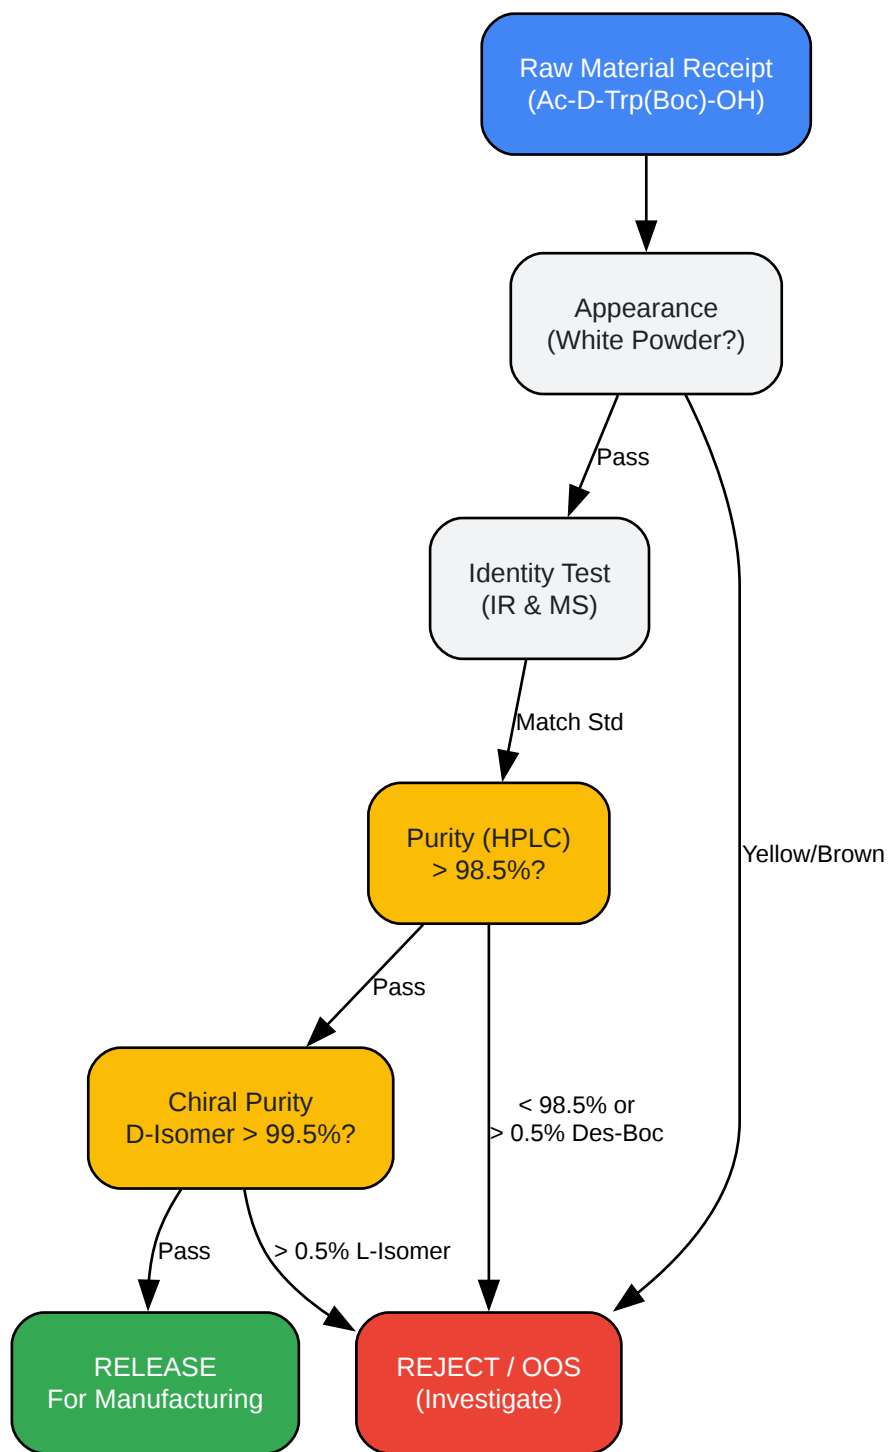 Raw Material Receipt
(Ac-D-Trp(Boc)-OH)
Appearance
(White Powder?)
Pass
Identity Test
(IR & MS)
Match Std
Purity (HPLC)
> 98.5%?
Yellow/Brown
Pass
Chiral Purity
D-Isomer > 99.5%?
< 98.5% or
> 0.5% Des-Boc
Pass
> 0.5% L-Isomer
RELEASE
For Manufacturing
REJECT / OOS
(Investigate)